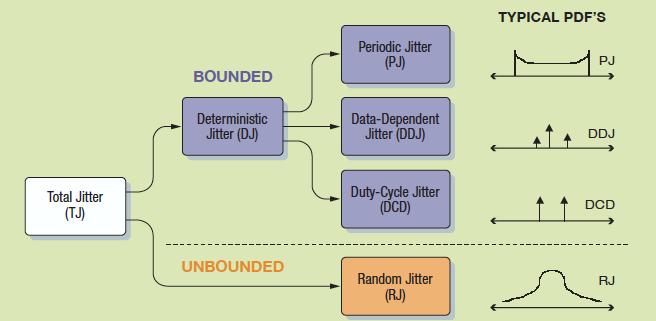 TYPICAL PDF'S
Periodic Jitter
(PJ)
PJ
BOUNDED
Deterministic
Jitter (DJ)
Data-Dependent
Jitter (DDJ)
DDJ
Total Jitter
(TJ)
Duty-Cycle Jitter
(DCD)
DCD
UNBOUNDED
Random Jitter
(RJ)
RJ